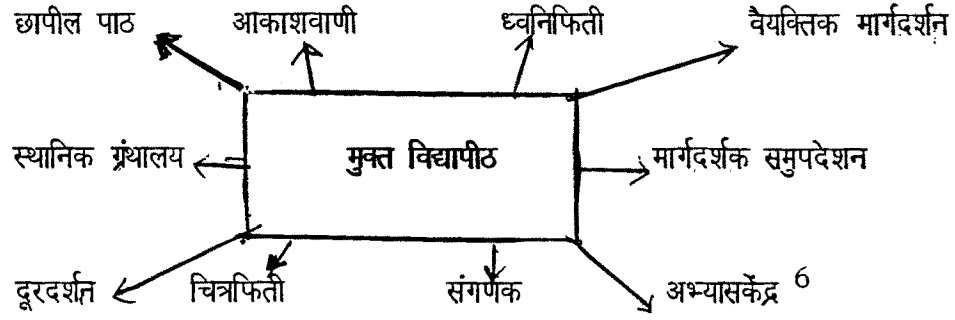 छापील पाठ आकाशवाणी ध्वनिफिती वैयक्तिक मार्गदर्शन
स्थानिक ग्रंथालय मुक्त विद्यापीठ मार्गदर्शक समुपदेशन
दूरदर्शन चित्रफिती संगणक अभ्यासकेंद्र 6